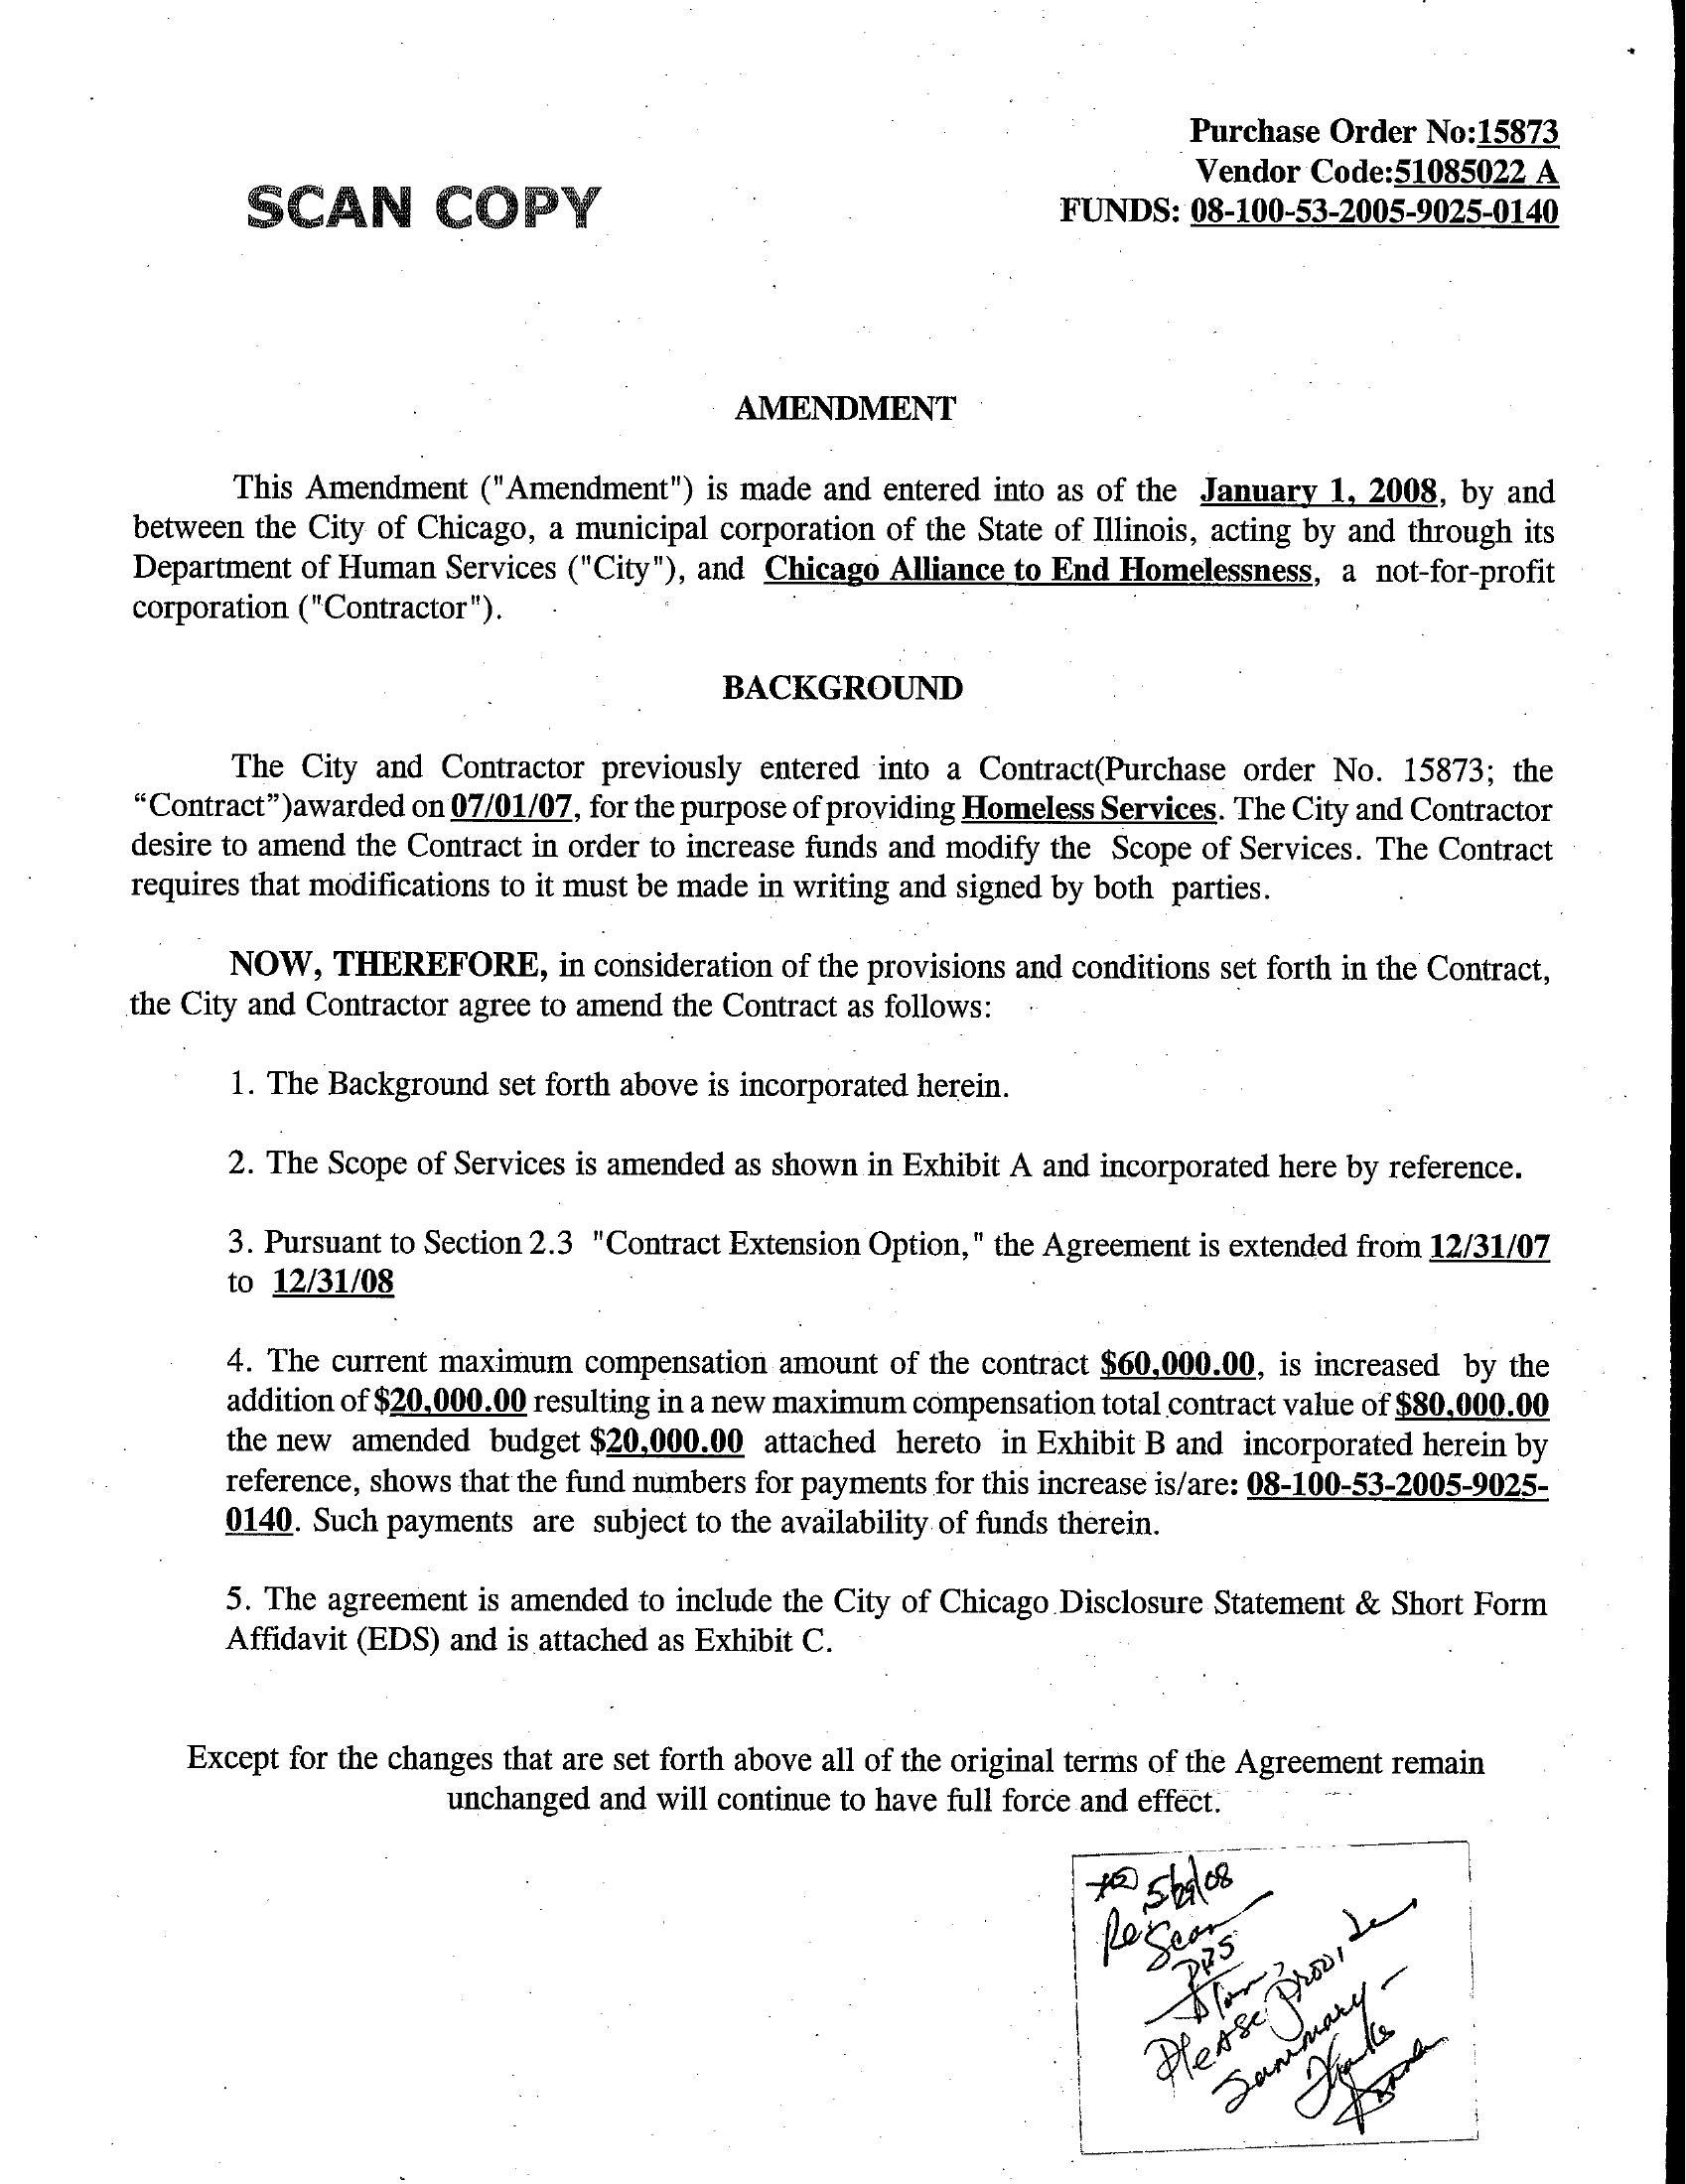 Purchase Order No:15873
Vendor Code:51085022 A
SCAN COPY
FUNDS: 08-100-53-2005-9025-0140
AMENDMENT
This Amendment ("Amendment") is made and entered into as of the January 1, 2008, by and
between the City of Chicago, a municipal corporation of the State of Illinois, acting by and through its
Department of Human Services ("City"), and Chicago Alliance to End Homelessness, a not-for-profit
corporation ("Contractor").
BACKGROUND
The City and Contractor previously entered into a Contract(Purchase order No. 15873; the
“Contract”)awarded on 07/01/07, for the purpose of providing Homeless Services. The City and Contractor
desire to amend the Contract in order to increase funds and modify the Scope of Services. The Contract
requires that modifications to it must be made in writing and signed by both parties.
NOW, THEREFORE, in consideration of the provisions and conditions set forth in the Contract,
the City and Contractor agree to amend the Contract as follows:
1. The Background set forth above is incorporated herein.
2. The Scope of Services is amended as shown in Exhibit A and incorporated here by reference.
3. Pursuant to Section 2.3 "Contract Extension Option," the Agreement is extended from 12/31/07
to 12/31/08
4. The current maximum compensation amount of the contract $60,000.00, is increased by the
addition of $20,000.00 resulting in a new maximum compensation total contract value of $80,000.00
the new amended budget $20,000.00 attached hereto in Exhibit B and incorporated herein by
reference, shows that the fund numbers for payments for this increase is/are: 08-100-53-2005-9025-
0140. Such payments are subject to the availability of funds therein.
5. The agreement is amended to include the City of Chicago Disclosure Statement & Short Form
Affidavit (EDS) and is attached as Exhibit C.
Except for the changes that are set forth above all of the original terms of the Agreement remain
unchanged and will continue to have full force and effect.
5/29/08
Re-Scan
Please Provide
Summary -
Thanks